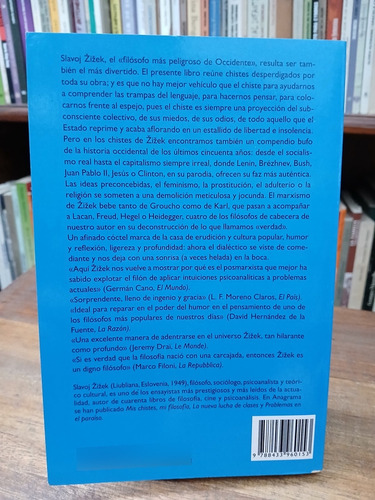 Slavoj Žižek, el «filósofo más peligroso de Occidente», resulta ser tam-
bién el más divertido. El presente libro reúne chistes desperdigados por
toda su obra; y es que no hay mejor vehículo que el chiste para ayudarnos
a comprender las trampas del lenguaje, para hacernos pensar, para colo-
carnos frente al espejo, pues el chiste es siempre una proyección del sub-
consciente colectivo, de sus miedos, de sus odios, de todo aquello que el
Estado reprime y acaba aflorando en un estallido de libertad e insolencia.
Pero en los chistes de Žižek encontramos también un compendio bufo
de la historia occidental de los últimos cincuenta años: desde el socialis-
mo real hasta el capitalismo siempre irreal, donde Lenin, Brézhnev, Bush,
Juan Pablo II, Jesús o Clinton, en su parodia, ofrecen su faz más auténtica.
Las ideas preconcebidas, el feminismo, la prostitución, el adulterio o la
religión se someten a una demolición meticulosa y jocunda. El marxismo
de Žižek bebe tanto de Groucho como de Karl, que pasan a acompañar
a Lacan, Freud, Hegel o Heidegger, cuatro de los filósofos de cabecera de
nuestro autor en su deconstrucción de lo que llamamos «verdad».
Un afinado cóctel marca de la casa de erudición y cultura popular, humor
y reflexión, ligereza y profundidad: ahora el dialéctico se viste de come-
diante y nos deja con una sonrisa (a veces helada) en la boca.
«Aquí Žižek nos vuelve a mostrar por qué es el posmarxista que mejor ha
sabido explotar el filón de aplicar intuiciones psicoanalíticas a problemas
actuales» (Germán Cano, El Mundo).
«Sorprendente, lleno de ingenio y gracia» (L. F. Moreno Claros, El País).
«Ideal para reparar en el poder del humor en el pensamiento de uno de
los filósofos más populares de nuestros días» (David Hernández de la
Fuente, La Razón).
«Una excelente manera de adentrarse en el universo Žižek, tan hilarante
como profundo» (Jeremy Drai, Le Monde).
«Si es verdad que la filosofía nació con una carcajada, entonces Žižek es
un digno filósofo» (Marco Filoni, La Repubblica).
Slavoj Žižek (Liubliana, Eslovenia, 1949), filósofo, sociólogo, psicoanalista y teóri-
co cultural, es uno de los ensayistas más prestigiosos y más leídos de la actuali-
dad, autor de cuarenta libros de filosofía, cine y psicoanálisis. En Anagrama
se han publicado Mis chistes, mi filosofía, La nueva lucha de clases y Problemas en
el paraíso.
9 788433 960153